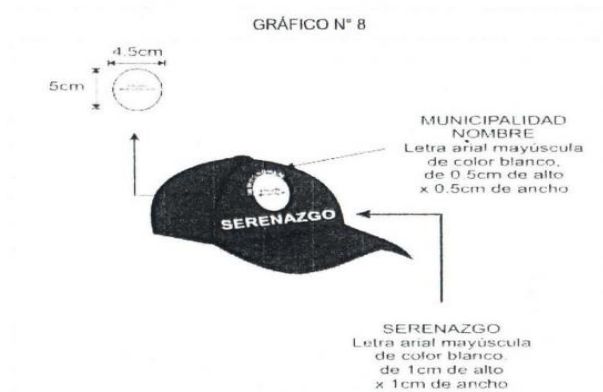 GRÁFICO N° 8
4.5cm
5cm
MUNICIPALIDAD
NOMBRE
Letra arial mayúscula
de color blanco,
de 0.5cm de alto
x 0.5cm de ancho
SERENAZGO
SERENAZGO
Letra arial mayúscula
de color blanco,
de 1cm de alto
x 1cm de ancho